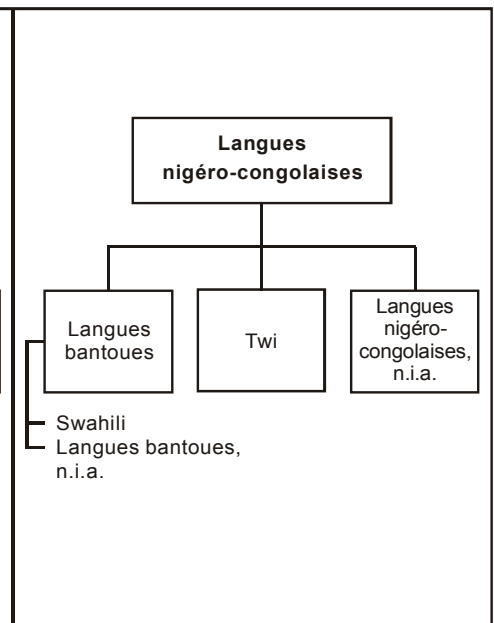 Langues
nigéro-congolaises
Langues
bantoues
Twi
Langues
nigéro-
congolaises,
n.i.a.
Swahili
Langues bantoues,
n.i.a.